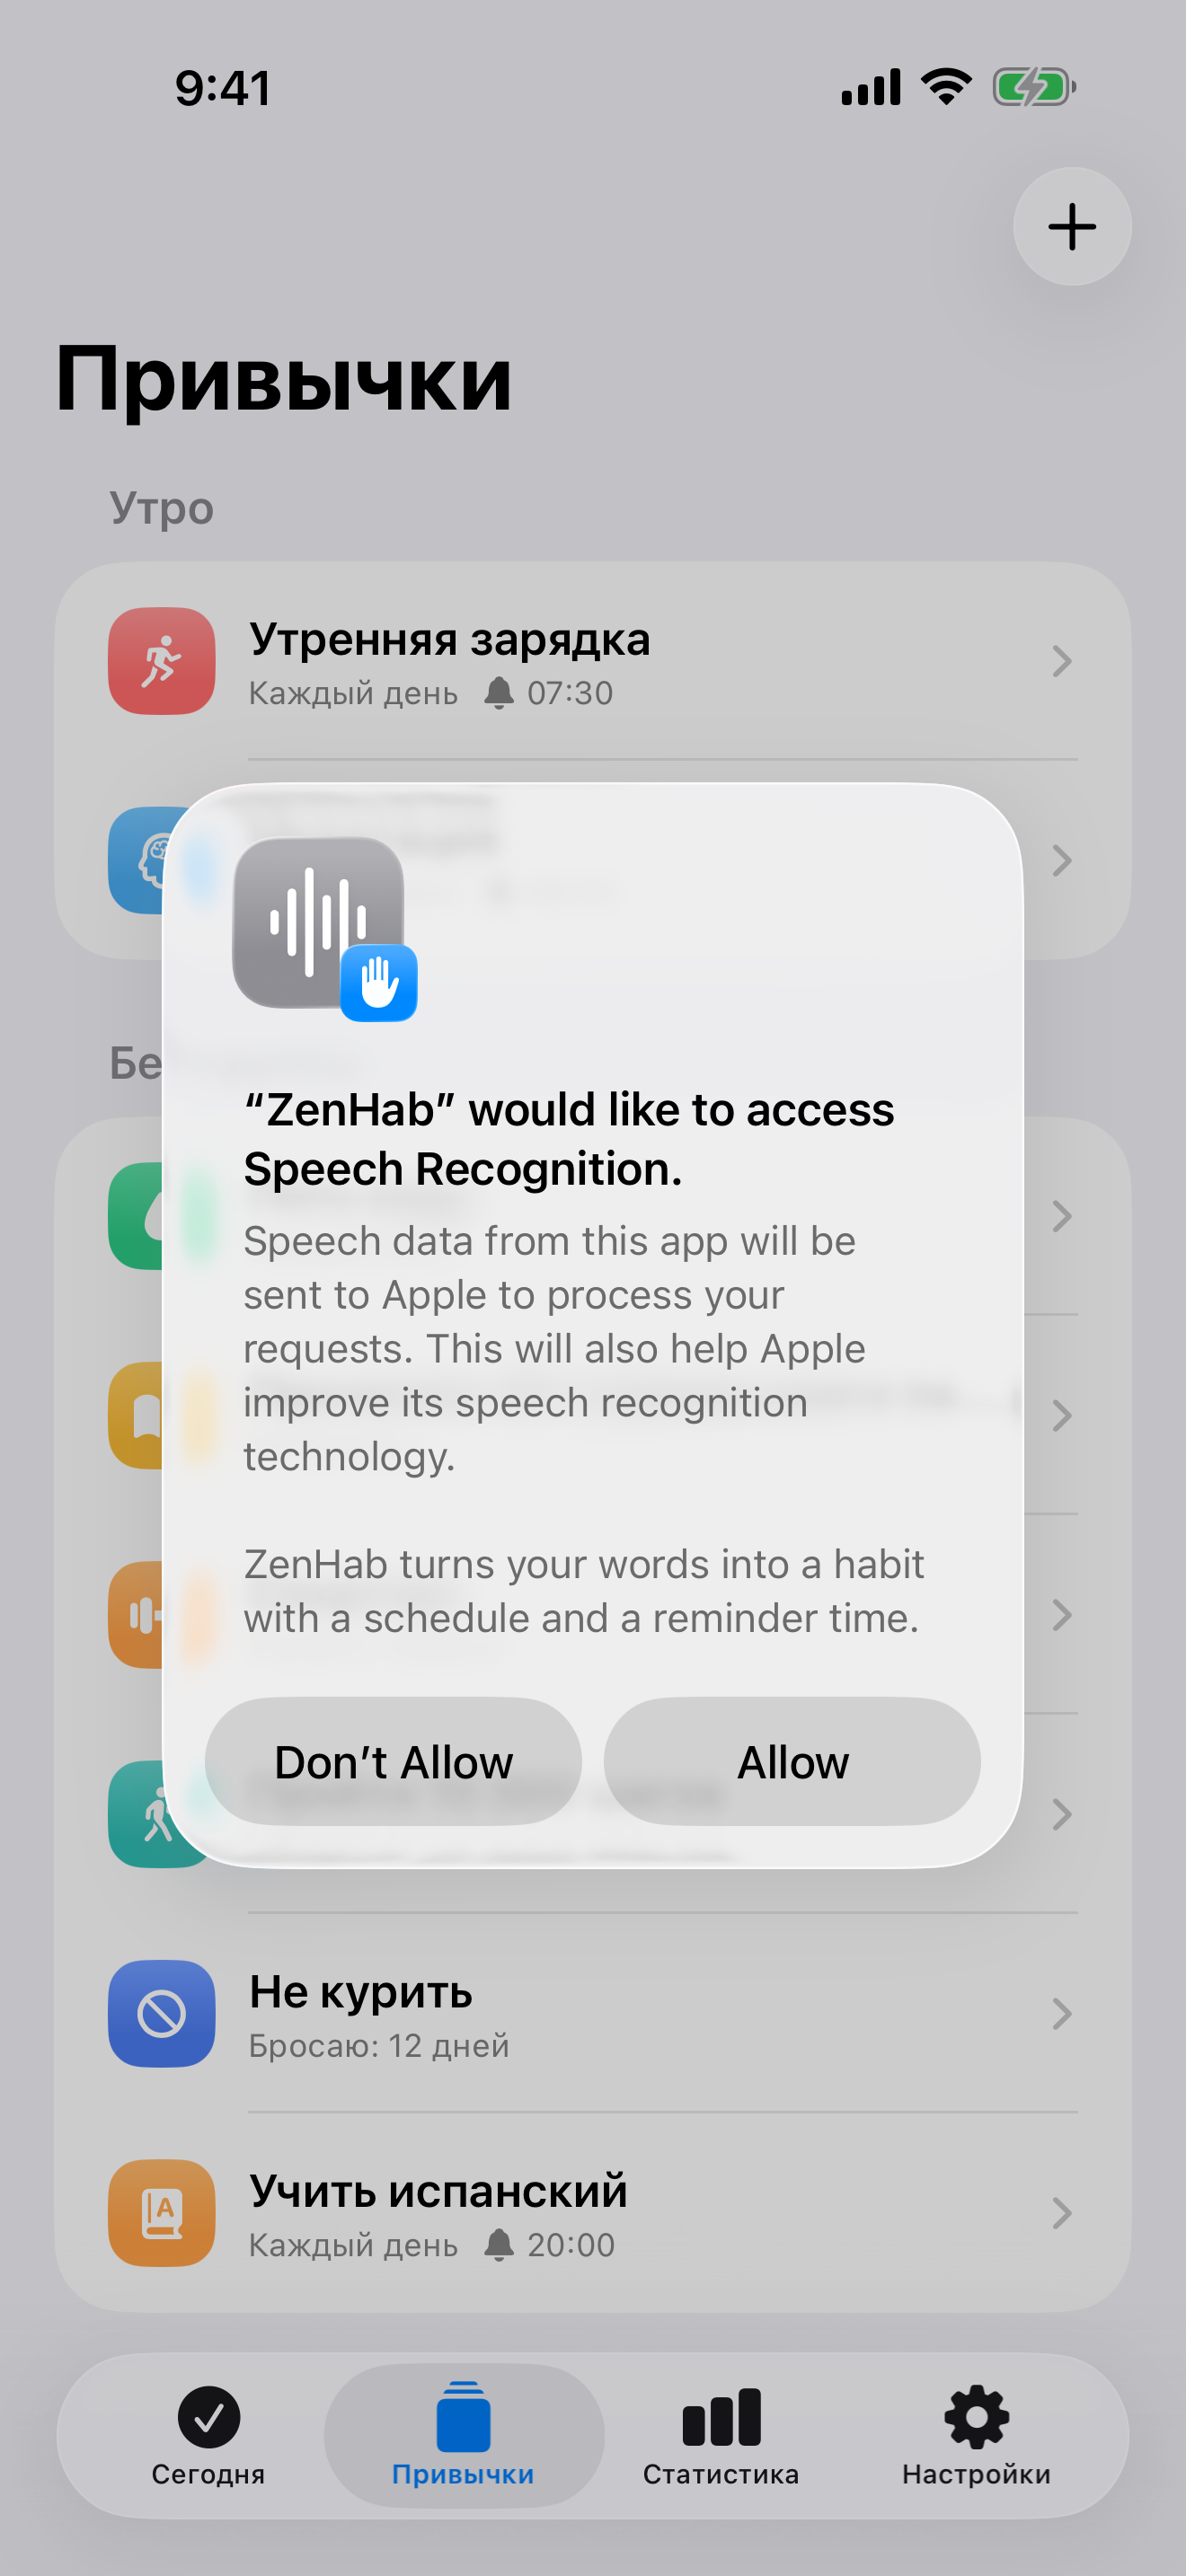 9:41
Привычки
Утро
Утренняя зарядка
Каждый день 07:30
“ZenHab” would like to access
Speech Recognition.
Speech data from this app will be
sent to Apple to process your
requests. This will also help Apple
improve its speech recognition
technology.
ZenHab turns your words into a habit
with a schedule and a reminder time.
Don’t Allow
Allow
Не курить
Бросаю: 12 дней
Учить испанский
Каждый день 20:00
Сегодня
Привычки
Статистика
Настройки